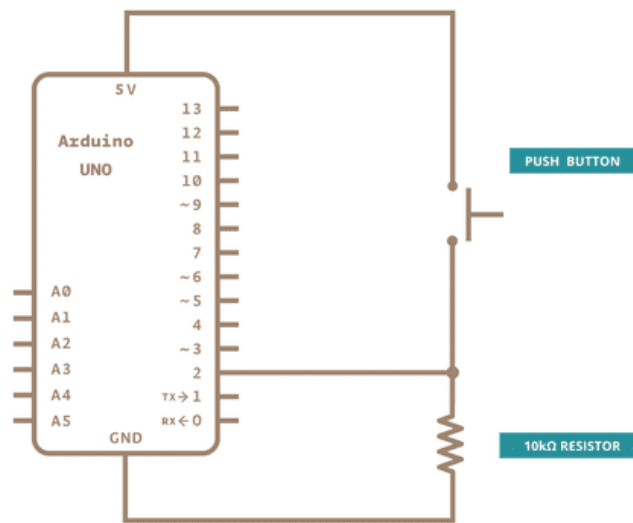 5V
Arduino
UNO
13
12
11
10
~9
8
7
~6
~5
4
~3
2
TX→1
RX←0
A0
A1
A2
A3
A4
A5
GND
PUSH BUTTON
10kΩ RESISTOR